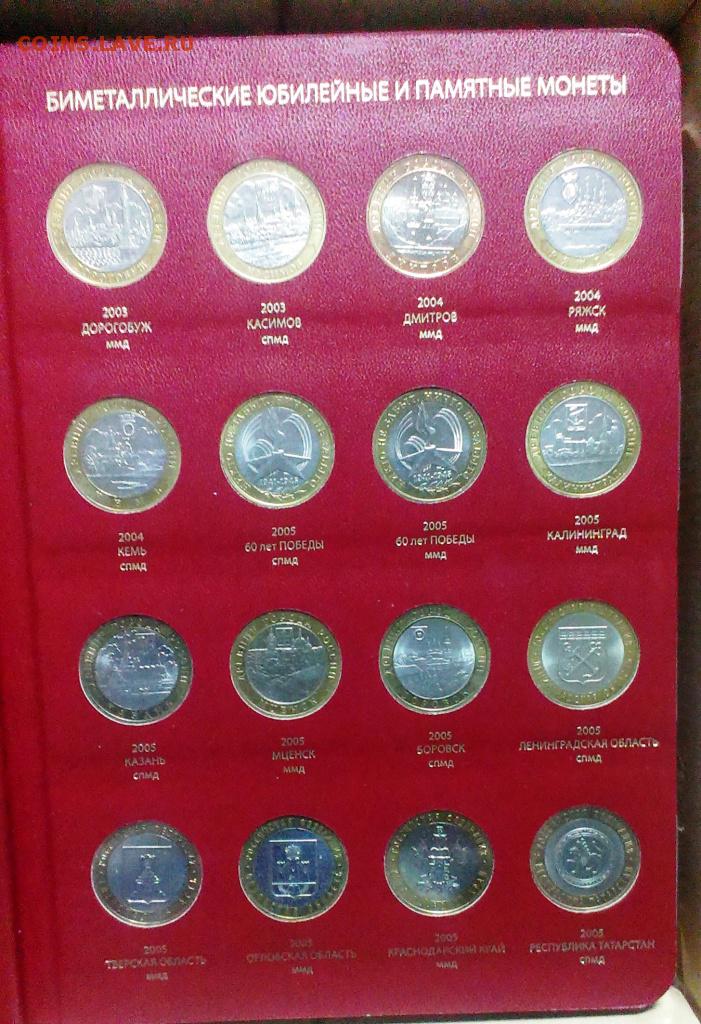 COINS.LAVE.RU
БИМЕТАЛЛИЧЕСКИЕ ЮБИЛЕЙНЫЕ И ПАМЯТНЫЕ МОНЕТЫ
2003
ДОРОГОБУЖ
ММД
2003
КАСИМОВ
СПМД
2004
ДМИТРОВ
ММД
2004
РЯЖСК
ММД
2004
КЕМЬ
СПМД
2005
60 лет ПОБЕДЫ
СПМД
2005
60 лет ПОБЕДЫ
ММД
2005
КАЛИНИНГРАД
ММД
2005
КАЗАНЬ
СПМД
2005
МЦЕНСК
ММД
2005
БОРОВСК
СПМД
2005
ЛЕНИНГРАДСКАЯ ОБЛАСТЬ
СПМД
2005
ТВЕРСКАЯ ОБЛАСТЬ
ММД
2005
ОРЛОВСКАЯ ОБЛАСТЬ
ММД
2005
КРАСНОДАРСКИЙ КРАЙ
ММД
2005
РЕСПУБЛИКА ТАТАРСТАН
СПМД